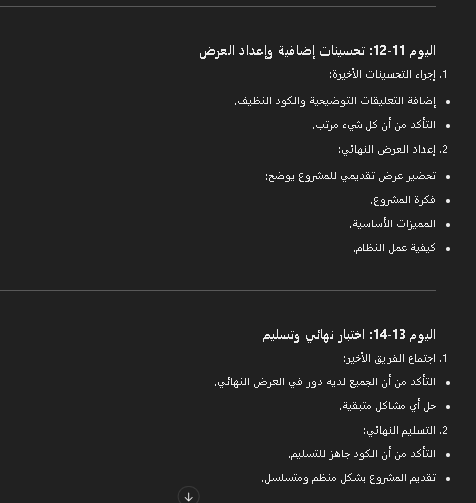 اليوم 11-12: تحسينات إضافية وإعداد العرض
1. إجراء التحسينات الأخيرة:
• إضافة التعليقات التوضيحية والكود النظيف.
• التأكد من أن كل شيء مرتب.
2. إعداد العرض النهائي:
• تحضير عرض تقديمي للمشروع يوضح:
• فكرة المشروع.
• المميزات الأساسية.
• كيفية عمل النظام.
اليوم 13-14: اختبار نهائي وتسليم
1. اجتماع الفريق الأخير:
• التأكد من أن الجميع لديه دور في العرض النهائي.
• حل أي مشاكل متبقية.
2. التسليم النهائي:
• التأكد من أن الكود جاهز للتسليم.
• تقديم المشروع بشكل منظم ومتسلسل.